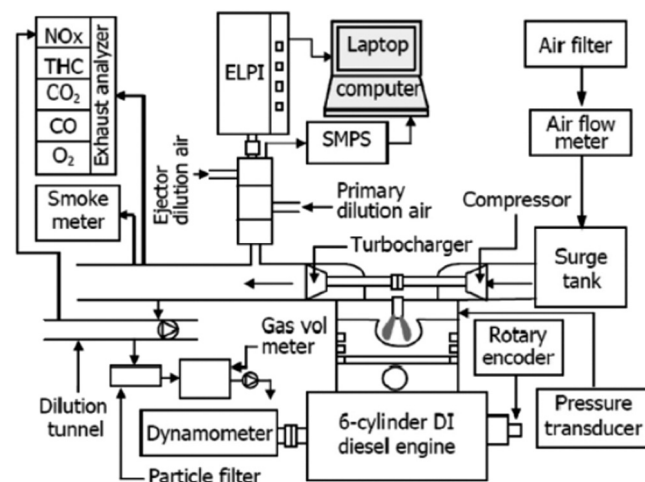 NOx
THC
CO₂
CO
O₂
Exhaust analyzer
Smoke
meter
ELPI
Laptop
computer
SMPS
Ejector
dilution air
Primary
dilution air
Air filter
Air flow
meter
Compressor
Turbocharger
Surge
tank
Gas vol
meter
Rotary
encoder
Dilution
tunnel
Dynamometer
6-cylinder DI
diesel engine
Pressure
transducer
Particle filter